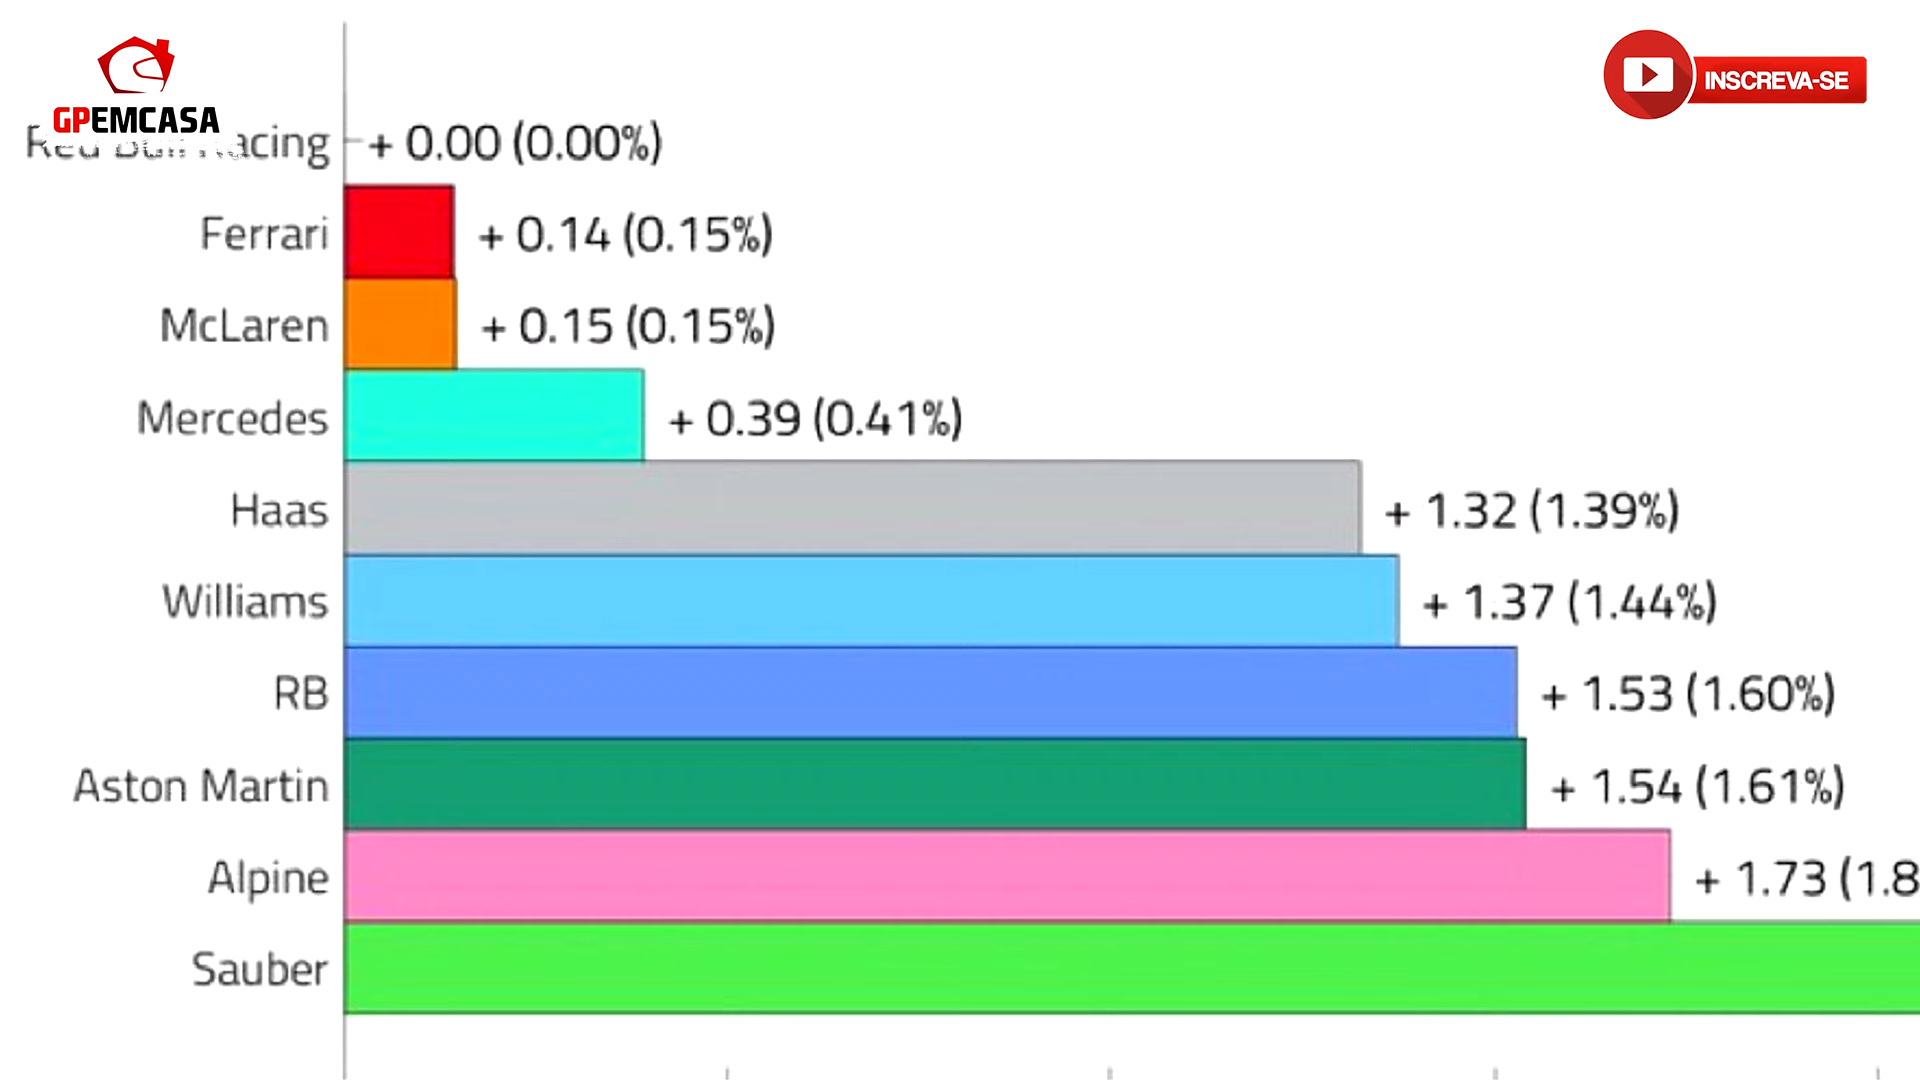 GPEMCASA
INSCREVA-SE
+ 0.00 (0.00%)
Ferrari + 0.14 (0.15%)
McLaren + 0.15 (0.15%)
Mercedes + 0.39 (0.41%)
Haas + 1.32 (1.39%)
Williams + 1.37 (1.44%)
RB + 1.53 (1.60%)
Aston Martin + 1.54 (1.61%)
Alpine + 1.73 (1.8
Sauber